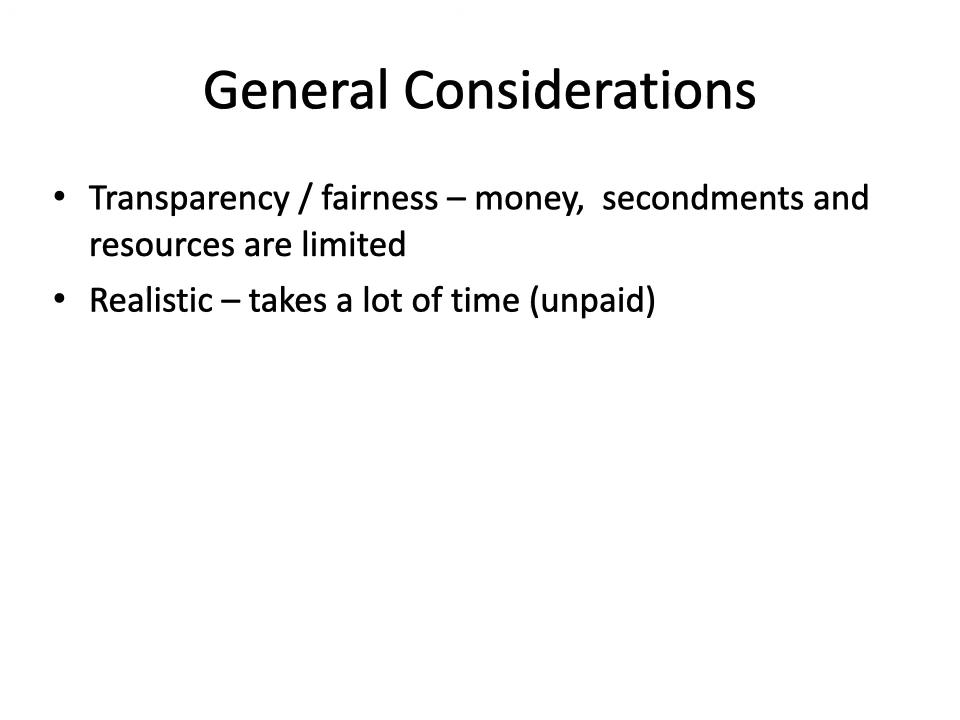 General Considerations
• Transparency / fairness – money,  secondments and
resources are limited
• Realistic – takes a lot of time (unpaid)